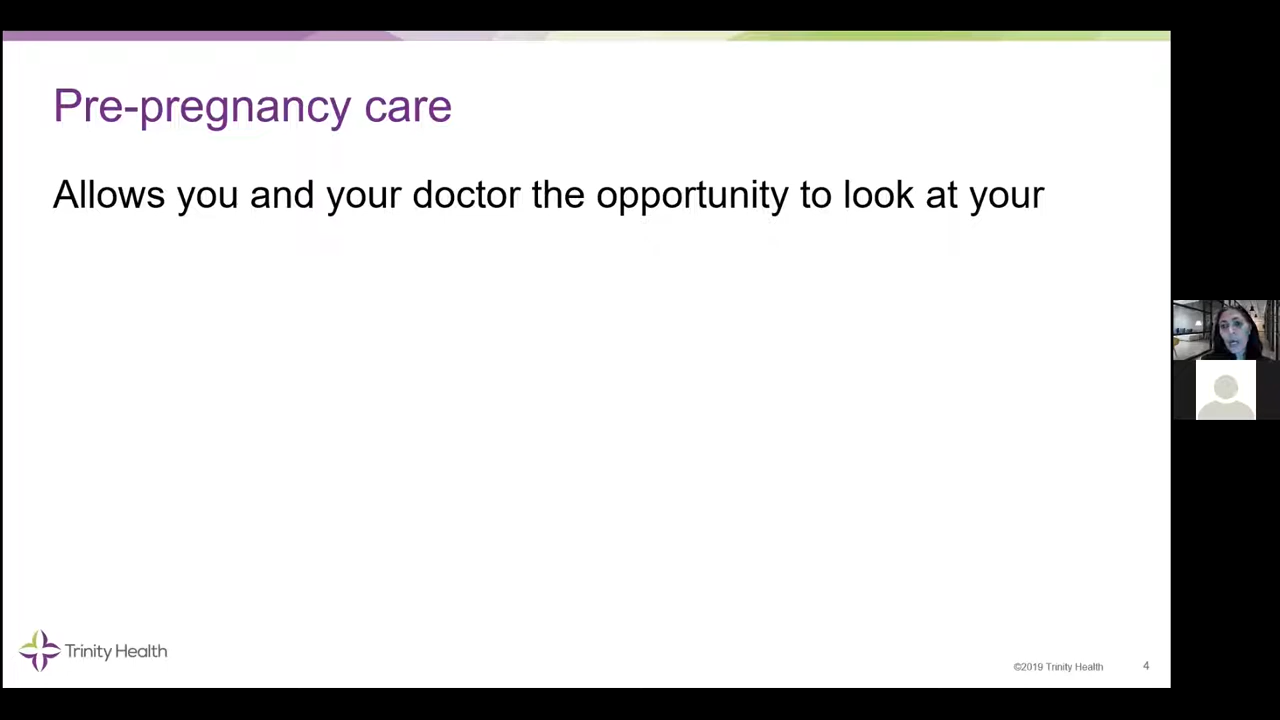 Pre-pregnancy care
Allows you and your doctor the opportunity to look at your
Trinity Health
©2019 Trinity Health
4